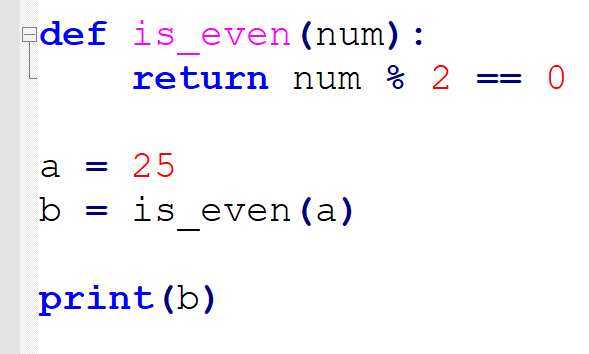 def is_even(num):
    return num % 2 == 0
a = 25
b = is_even(a)
print(b)